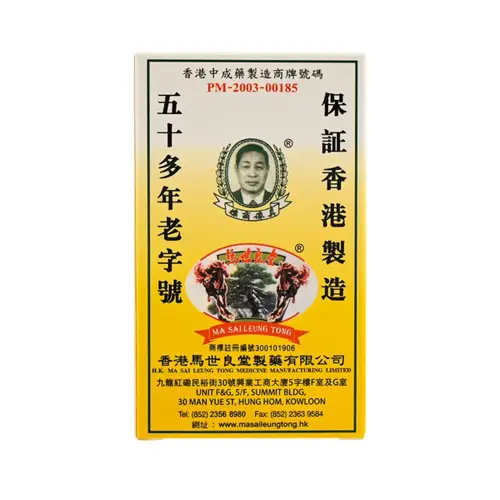 香港中成藥製造商牌號碼
PM-2003-00185
保証香港製造
五十多年老字號
®
®
MA SAI LEUNG TONG
商標註冊編號300101906
香港馬世良堂製藥有限公司
H.K. MA SAI LEUNG TONG MEDICINE MANUFACTURING LIMITED
九龍紅磡民裕街30號興業工商大廈5字樓F室及G室
UNIT F&G, 5/F, SUMMIT BLDG,
30 MAN YUE ST, HUNG HOM, KOWLOON
Tel: (852) 2356 8980 Fax: (852) 2363 9584
網址 : www.masaileungtong.hk